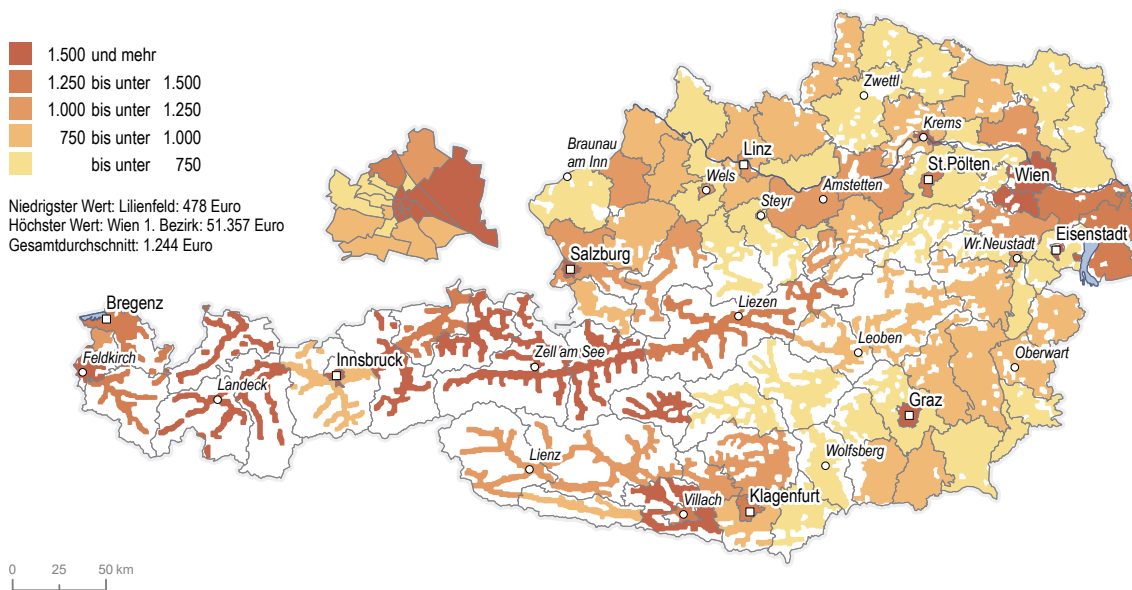 1.500 und mehr
1.250 bis unter 1.500
1.000 bis unter 1.250
750 bis unter 1.000
bis unter 750
Niedrigster Wert: Lilienfeld: 478 Euro
Höchster Wert: Wien 1. Bezirk: 51.357 Euro
Gesamtdurchschnitt: 1.244 Euro
Zwettl
Krems
Braunau
am Inn
Linz
Wels
St.Pölten
Wien
Amstetten
Steyr
Eisenstadt
Wr.Neustadt
Salzburg
Bregenz
Liezen
Leoben
Oberwart
Feldkirch
Innsbruck
Zell am See
Landeck
Graz
Lienz
Wolfsberg
Villach
Klagenfurt
0 25 50 km